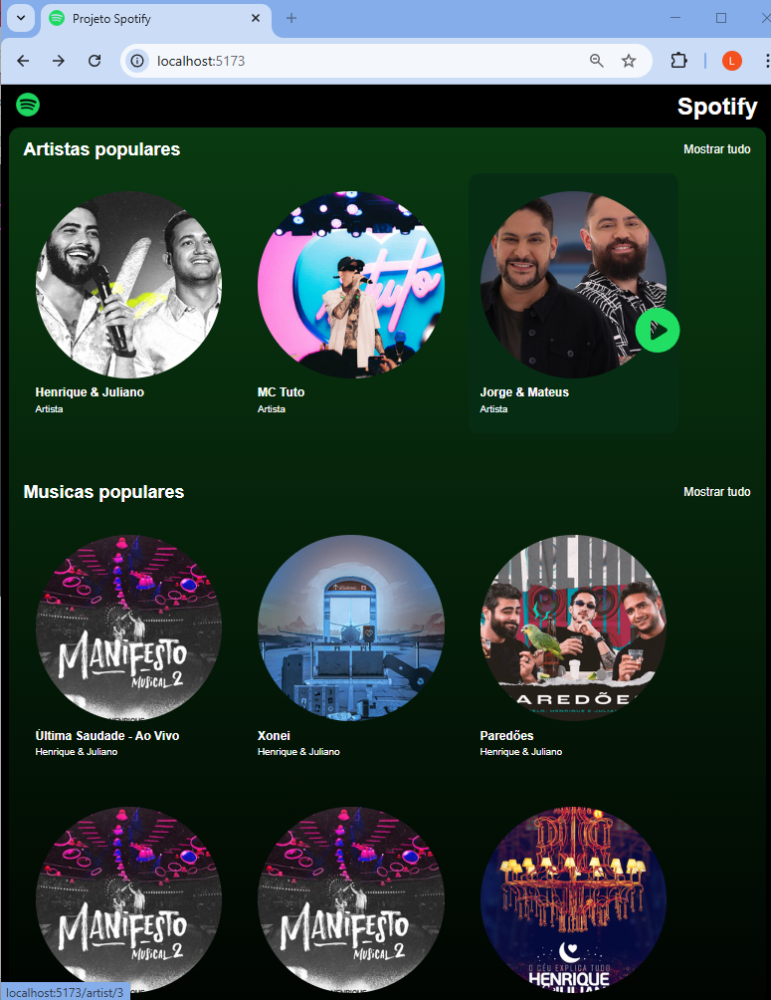 Projeto Spotify
localhost:5173
L
Spotify
Artistas populares
Mostrar tudo
tuto
Henrique & Juliano
Artista
MC Tuto
Artista
Jorge & Mateus
Artista
Musicas populares
Mostrar tudo
MANIFESTO
MUSICAL 2
AREDÕE
Ùltima Saudade - Ao Vivo
Henrique & Juliano
Xonei
Henrique & Juliano
Paredões
Henrique & Juliano
MANIFESTO
MUSICAL 2
MANIFESTO
MUSICAL 2
O CÉU EXPLICA TUDO
HENRIQUE
localhost:5173/artist/3